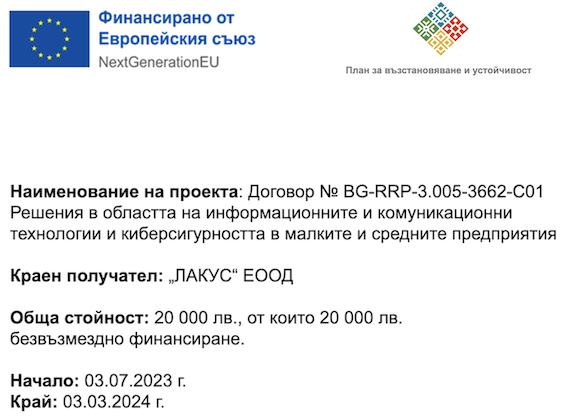 Финансирано от
Европейския съюз
NextGenerationEU
План за възстановяване и устойчивост
Наименование на проекта: Договор № BG-RRP-3.005-3662-C01
Решения в областта на информационните и комуникационни
технологии и киберсигурността в малките и средните предприятия
Краен получател: „ЛАКУС“ ЕООД
Обща стойност: 20 000 лв., от които 20 000 лв.
безвъзмездно финансиране.
Начало: 03.07.2023 г.
Край: 03.03.2024 г.